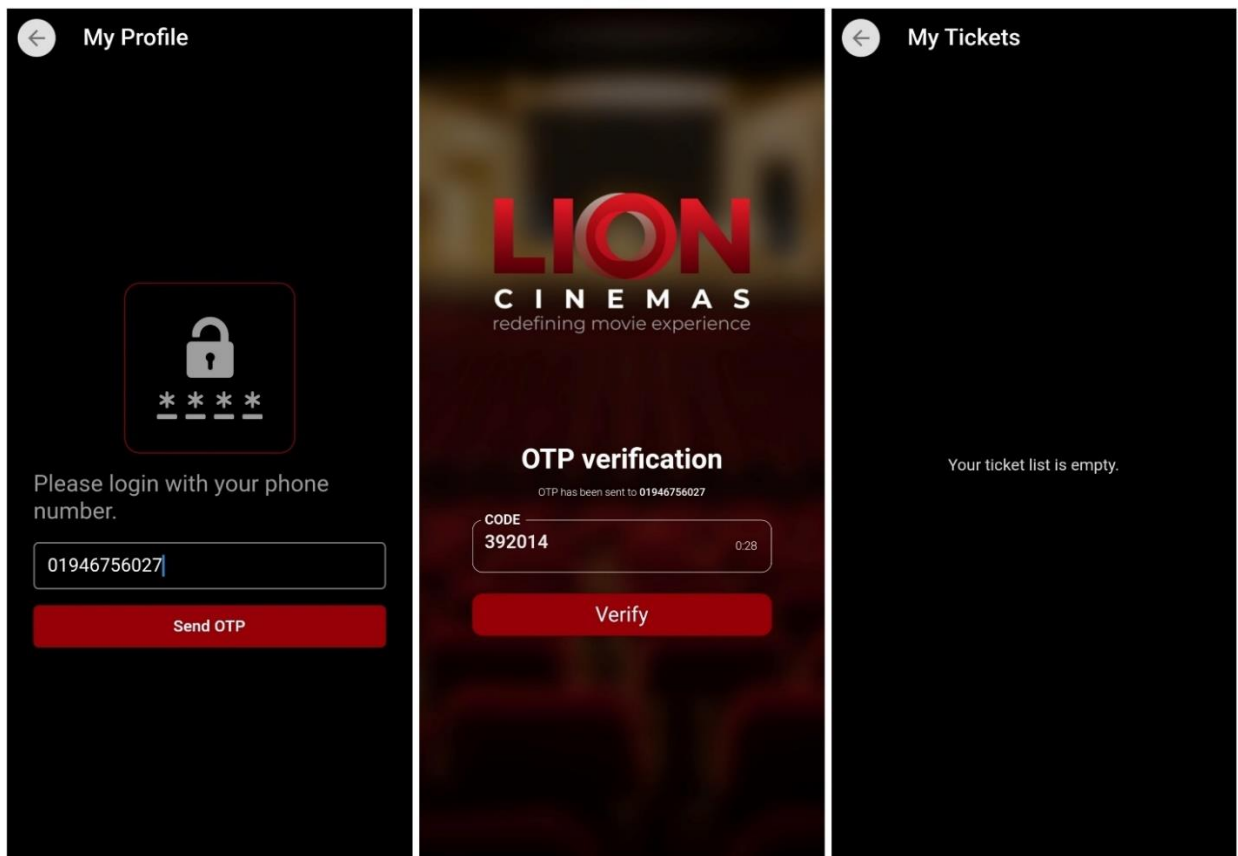 My Profile
* * * *
Please login with your phone
number.
01946756027
Send OTP
LION
CINEMAS
redefining movie experience
OTP verification
OTP has been sent to 01946756027
CODE
392014
0:28
Verify
My Tickets
Your ticket list is empty.